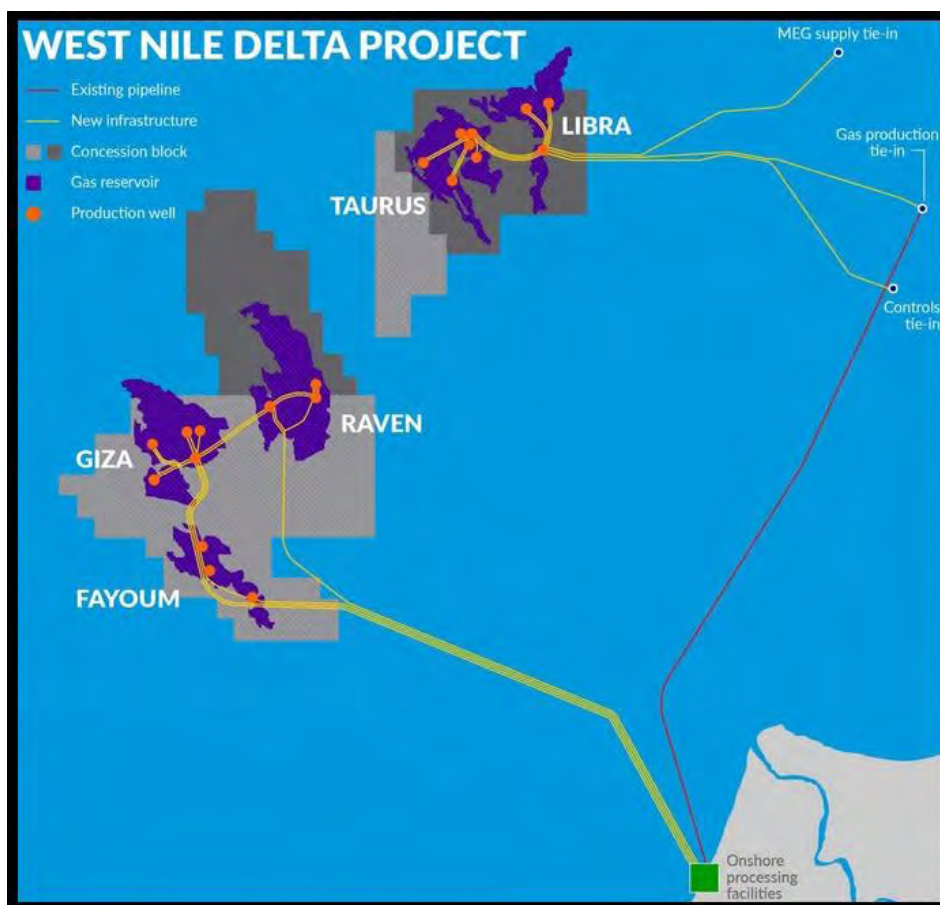 WEST NILE DELTA PROJECT
Existing pipeline
New infrastructure
Concession block
Gas reservoir
Production well
MEG supply tie-in
Gas production
tie-in
LIBRA
TAURUS
Controls
tie-in
RAVEN
GIZA
FAYOUM
Onshore
processing
facilities